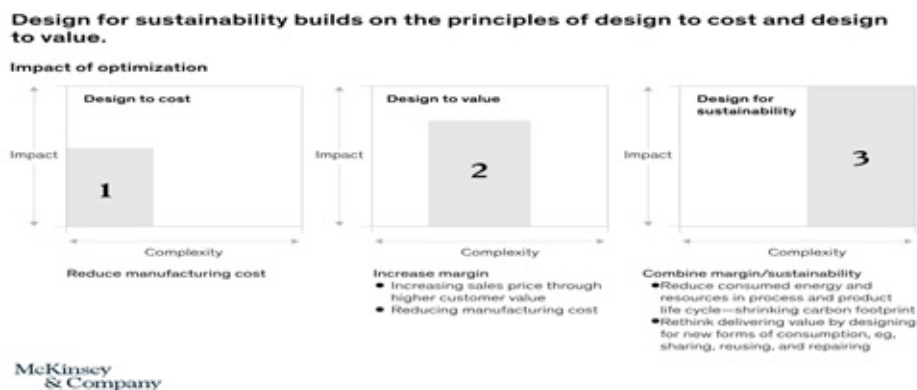 Design for sustainability builds on the principles of design to cost and design
to value.
Impact of optimization
Design to cost
Impact
1
Complexity
Reduce manufacturing cost
Design to value
Impact
2
Complexity
Increase margin
● Increasing sales price through
higher customer value
● Reducing manufacturing cost
Design for
sustainability
Impact
3
Complexity
Combine margin/sustainability
●Reduce consumed energy and
resources in process and product
life cycle—shrinking carbon footprint
●Rethink delivering value by designing
for new forms of consumption, eg,
sharing, reusing, and repairing
McKinsey
& Company